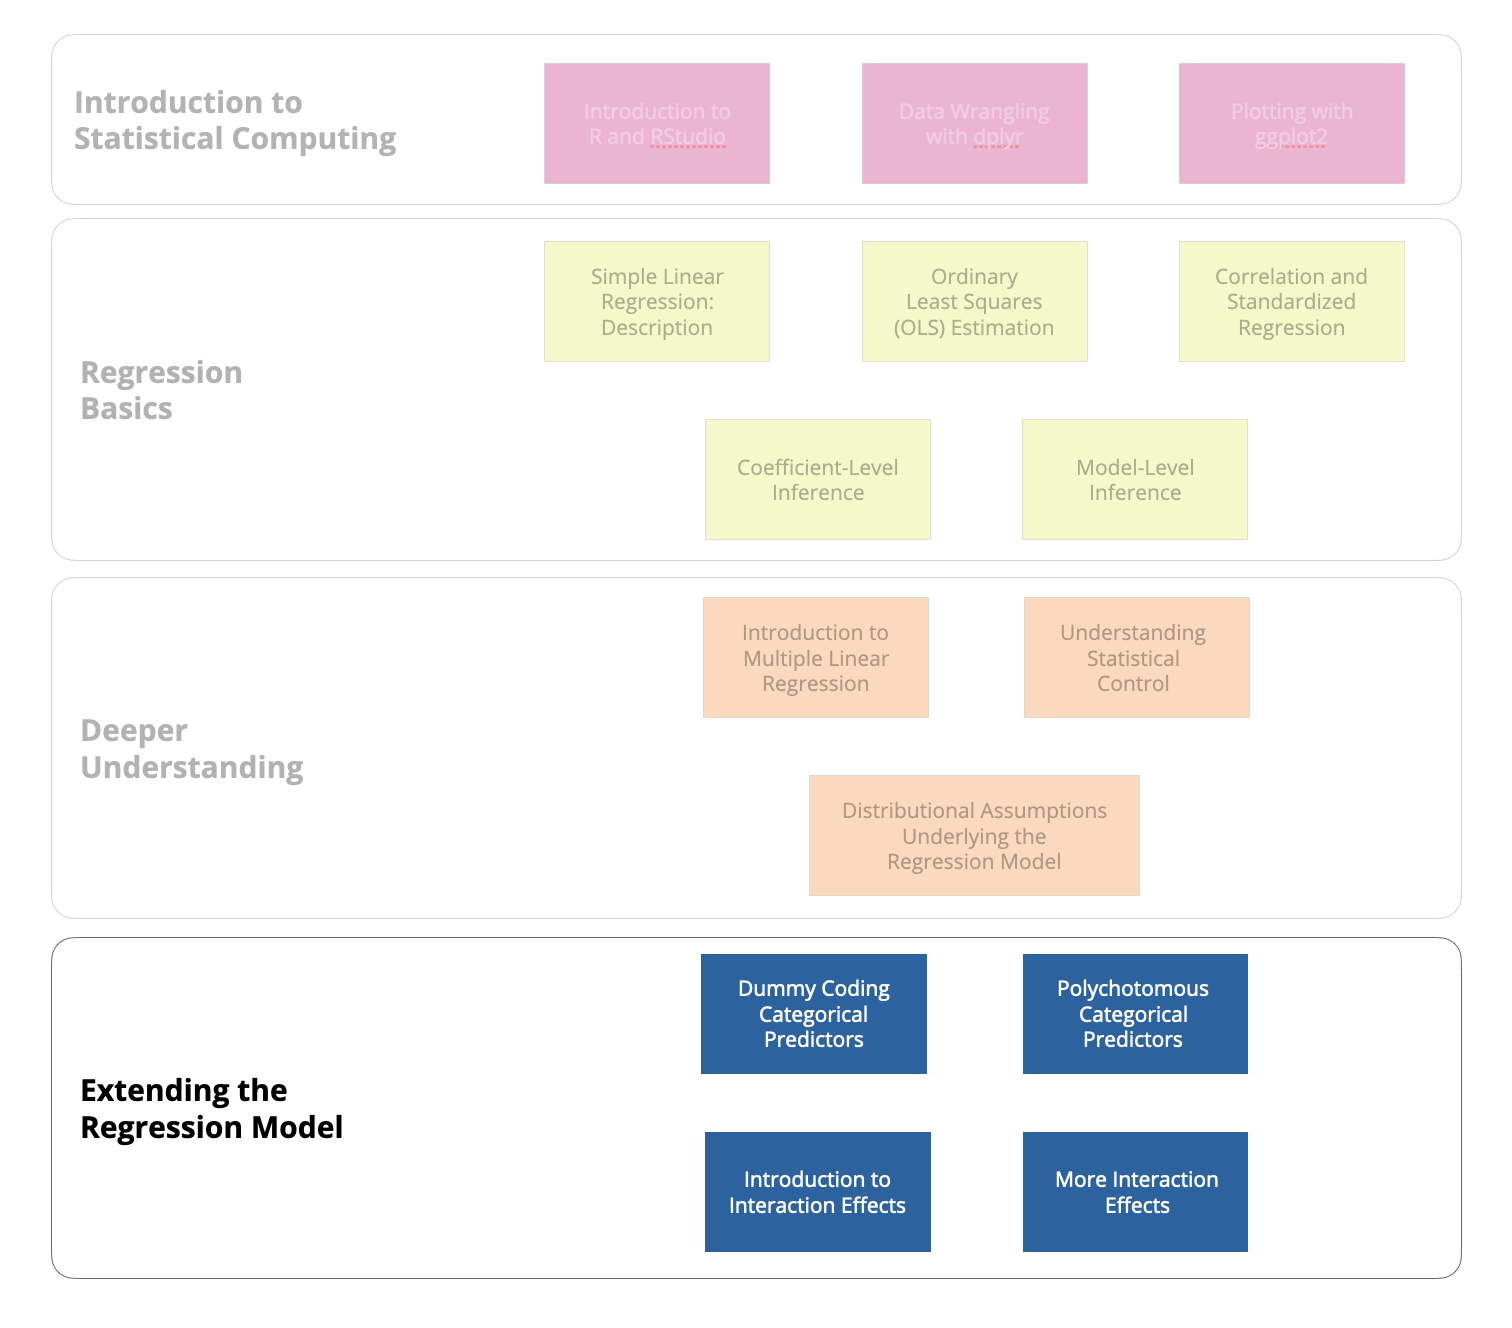 Introduction to
Statistical Computing
Introduction to
R and RStudio
Data Wrangling
with dplyr
Plotting with
ggplot2
Regression
Basics
Simple Linear
Regression:
Description
Ordinary
Least Squares
(OLS) Estimation
Correlation and
Standardized
Regression
Coefficient-Level
Inference
Model-Level
Inference
Deeper
Understanding
Introduction to
Multiple Linear
Regression
Understanding
Statistical
Control
Distributional Assumptions
Underlying the
Regression Model
Extending the
Regression Model
Dummy Coding
Categorical
Predictors
Polychotomous
Categorical
Predictors
Introduction to
Interaction Effects
More Interaction
Effects